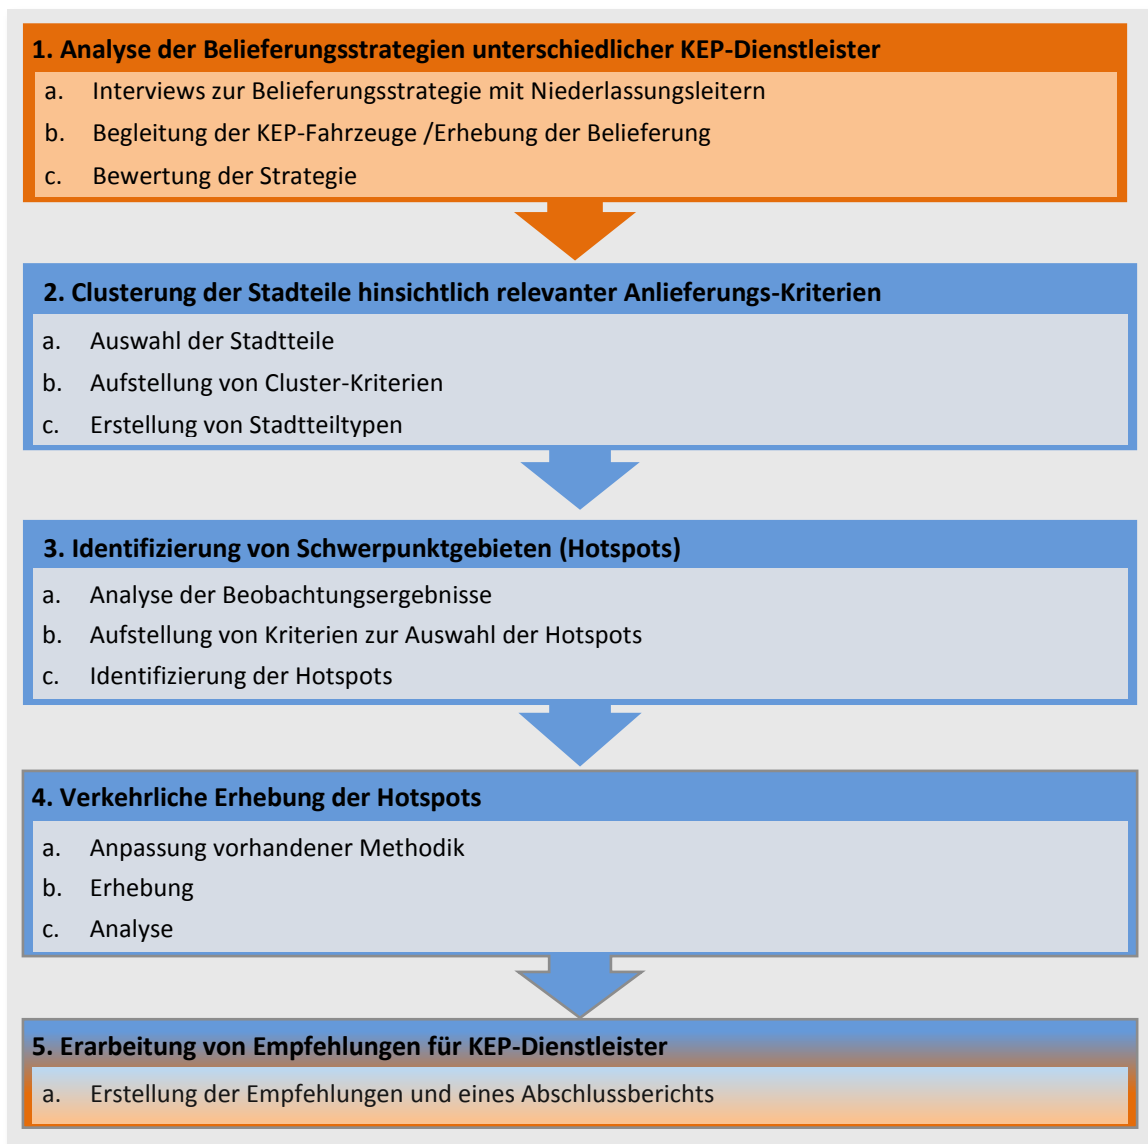 1. Analyse der Belieferungsstrategien unterschiedlicher KEP-Dienstleister
a. Interviews zur Belieferungsstrategie mit Niederlassungsleitern
b. Begleitung der KEP-Fahrzeuge /Erhebung der Belieferung
c. Bewertung der Strategie
2. Clusterung der Stadteile hinsichtlich relevanter Anlieferungs-Kriterien
a. Auswahl der Stadtteile
b. Aufstellung von Cluster-Kriterien
c. Erstellung von Stadtteiltypen
3. Identifizierung von Schwerpunktgebieten (Hotspots)
a. Analyse der Beobachtungsergebnisse
b. Aufstellung von Kriterien zur Auswahl der Hotspots
c. Identifizierung der Hotspots
4. Verkehrliche Erhebung der Hotspots
a. Anpassung vorhandener Methodik
b. Erhebung
c. Analyse
5. Erarbeitung von Empfehlungen für KEP-Dienstleister
a. Erstellung der Empfehlungen und eines Abschlussberichts